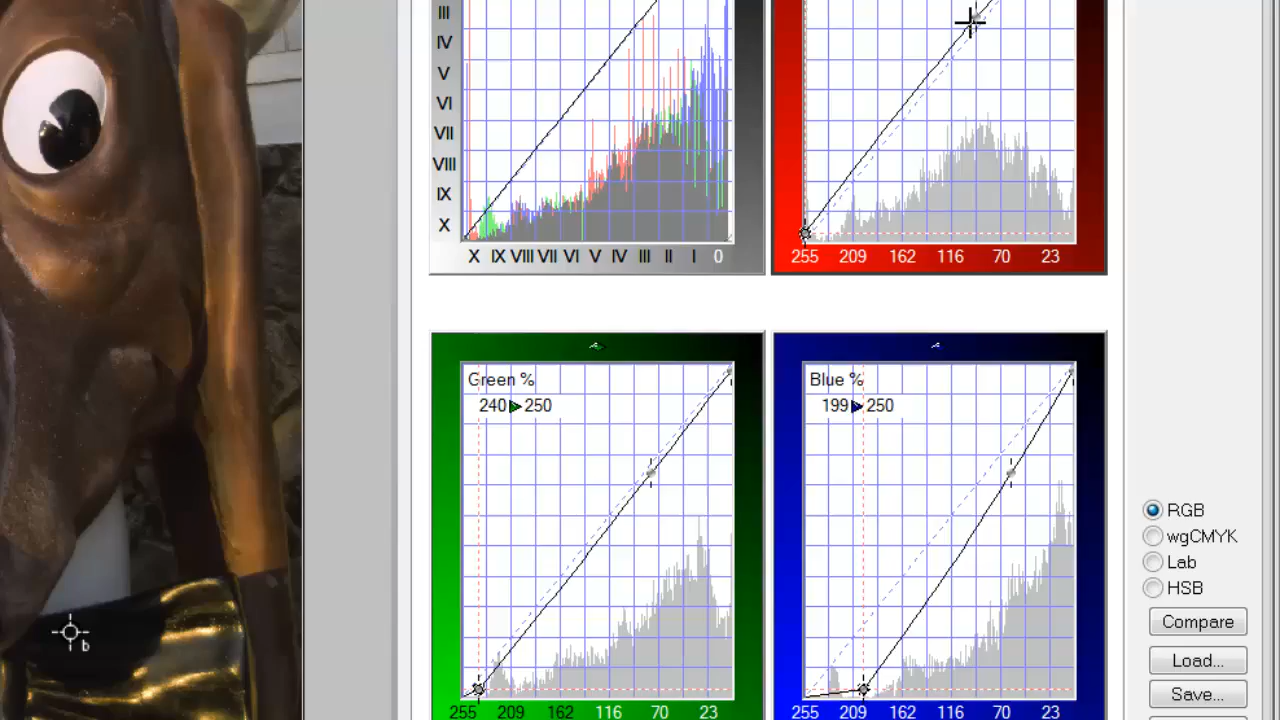 III
IV
V
VI
VII
VIII
IX
X
X IX VIII VII VI V IV III II I 0
255 209 162 116 70 23
Green %
240 250
Blue %
199 250
255 209 162 116 70 23
255 209 162 116 70 23
b
RGB
wgCMYK
Lab
HSB
Compare
Load...
Save...